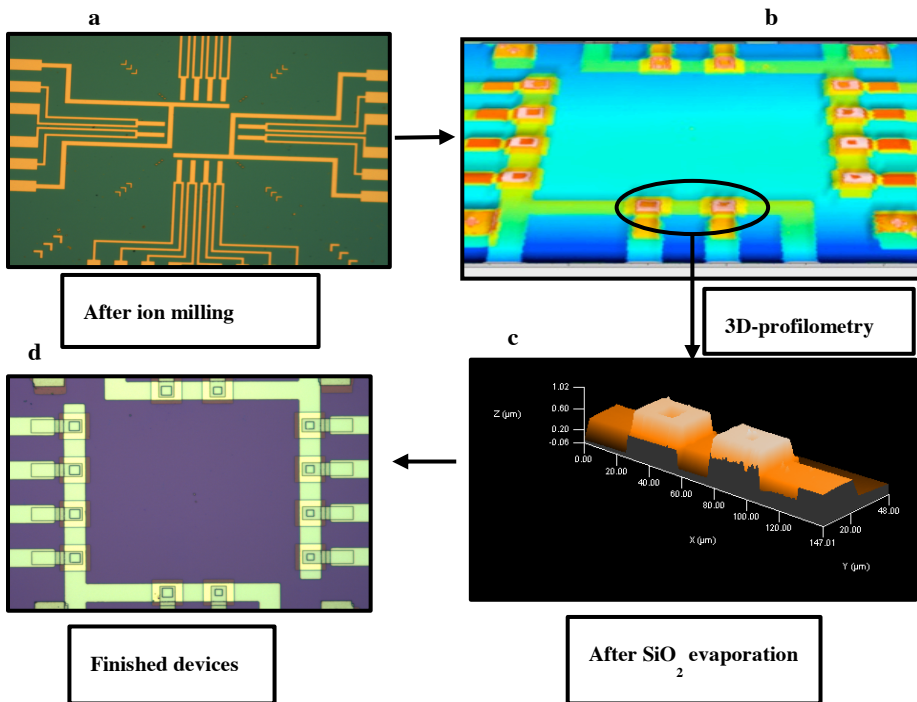 a
b
After ion milling
3D-profilometry
d
c
1.02
Z (μm)
0.60
0.20
-0.06
0.00
20.00
40.00
60.00
80.00
100.00
120.00
147.01
X (μm)
48.00
20.00
0.00
Y (μm)
Finished devices
After SiO2 evaporation